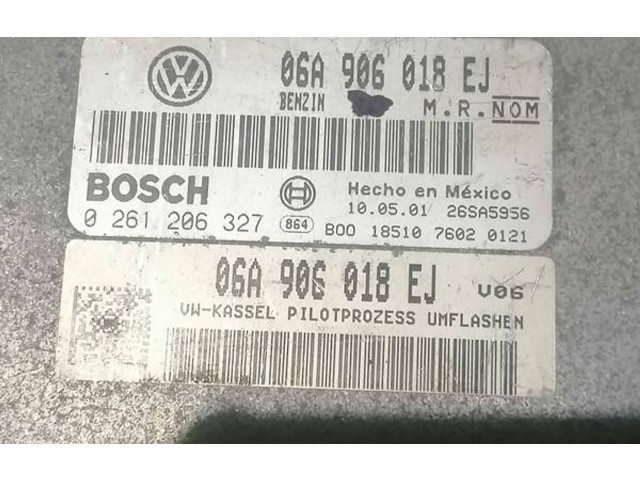 06A 906 018 EJ
BENZIN M.R.NOM
BOSCH
Hecho en México
10.05.01 26SA5956
0 261 206 327 864 B00 18510 7602 0121
06A 906 018 EJ V06
VW-KASSEL PILOTPROZESS UMFLASHEN